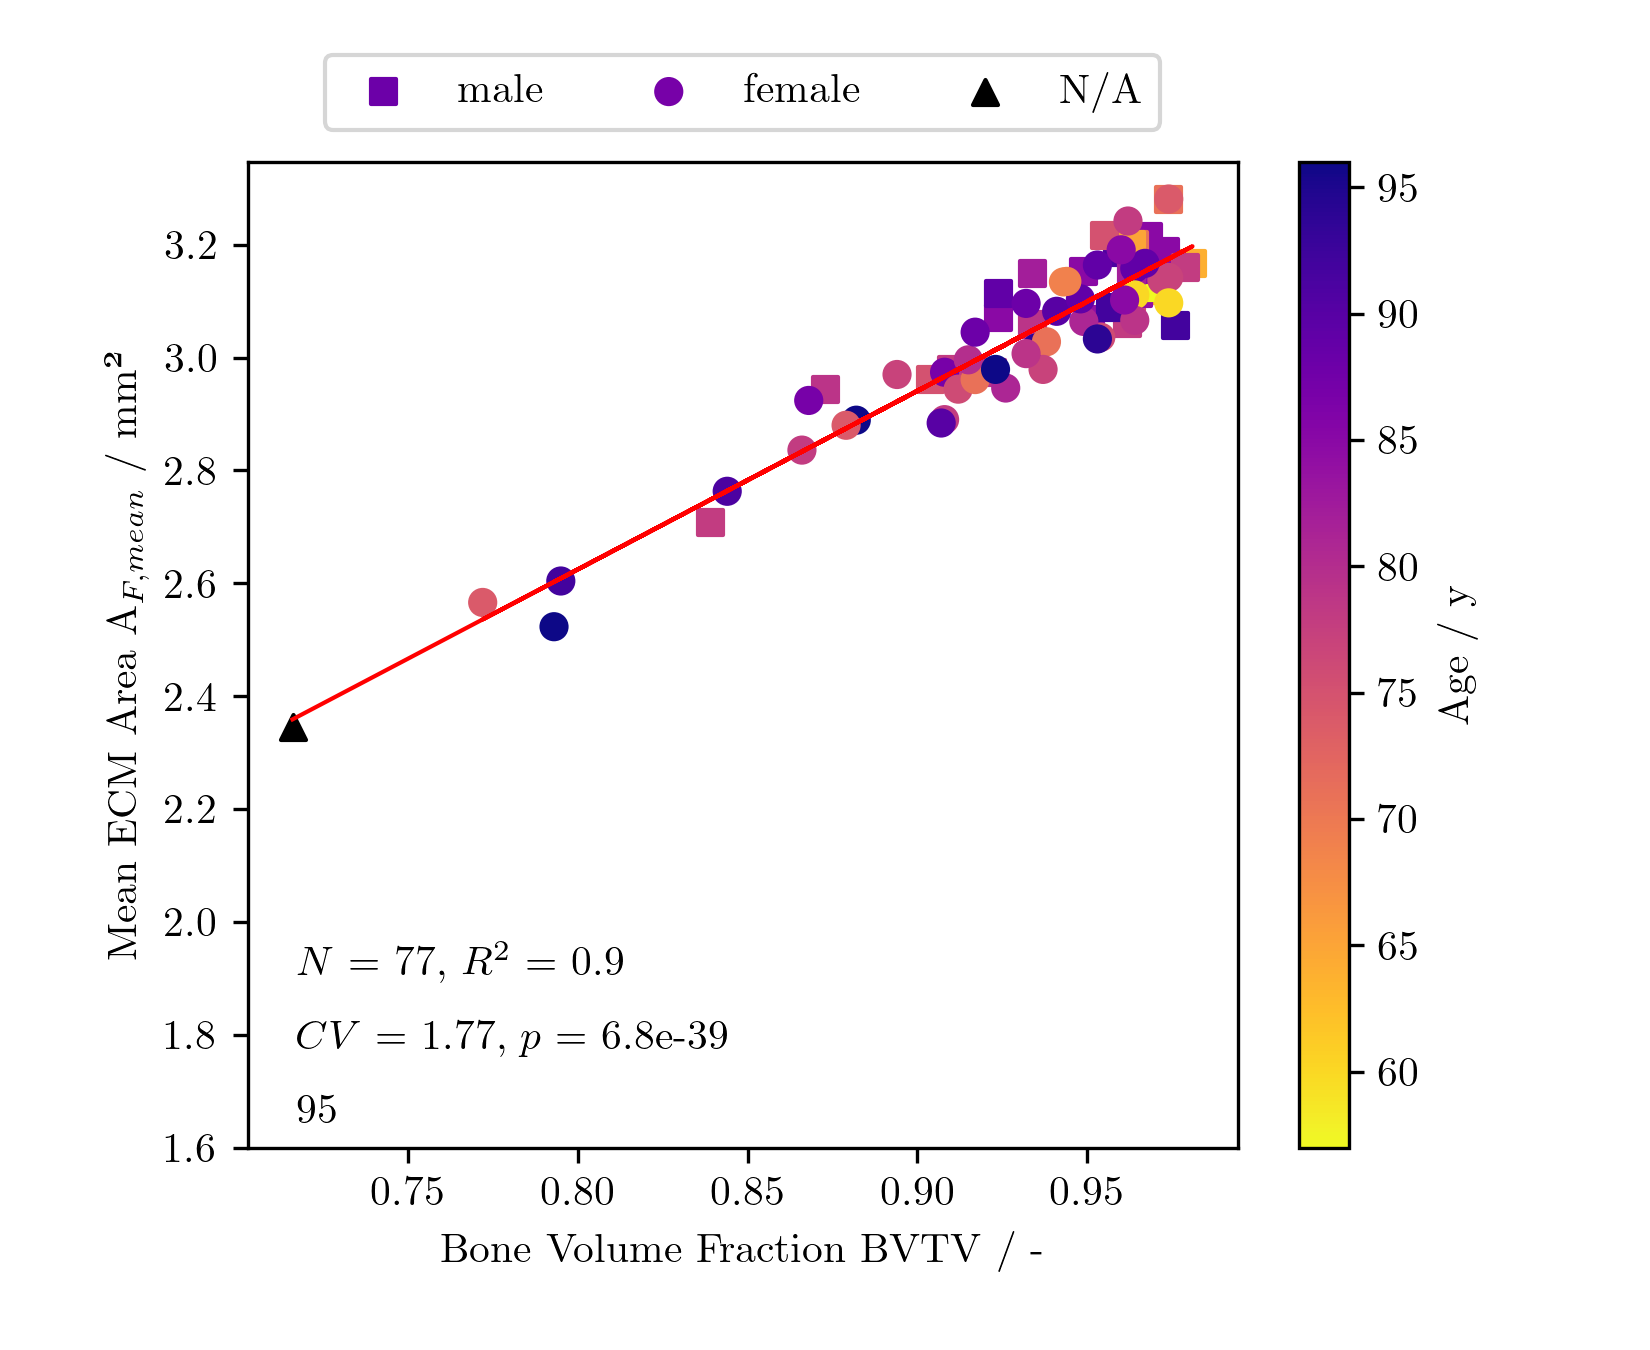 male female N/A
3.2
3.0
2.8
2.6
2.4
2.2
2.0
1.8
1.6
Mean ECM Area A_{F,mean} / mm²
N = 77, R² = 0.9
CV = 1.77, p = 6.8e-39
95
0.75 0.80 0.85 0.90 0.95
Bone Volume Fraction BVTV / -
95
90
85
80
75
70
65
60
Age / y